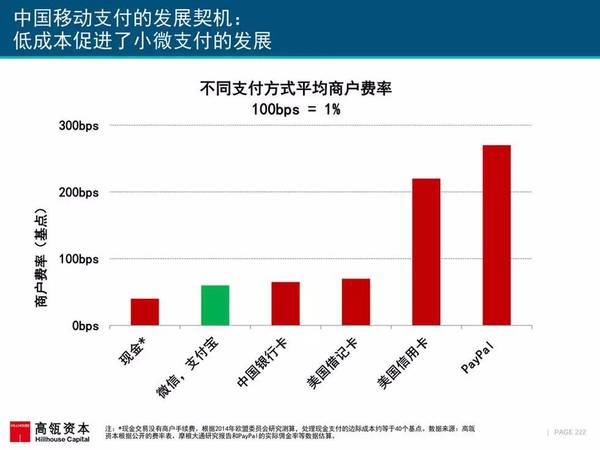 中国移动支付的发展契机：
低成本促进了小微支付的发展
不同支付方式平均商户费率
100bps = 1%
300bps
200bps
100bps
0bps
商户费率（基点）
现金*
微信，支付宝
中国银行卡
美国借记卡
美国信用卡
PayPal
HILLHOUSE
高瓴资本
Hillhouse Capital
注：*现金交易没有商户手续费，根据2014年欧盟委员会研究测算，处理现金支付的边际成本约等于40个基点。数据来源：高瓴
资本根据公开的费率表、摩根大通研究报告和PayPal的实际佣金率等数据估算。
| PAGE 222